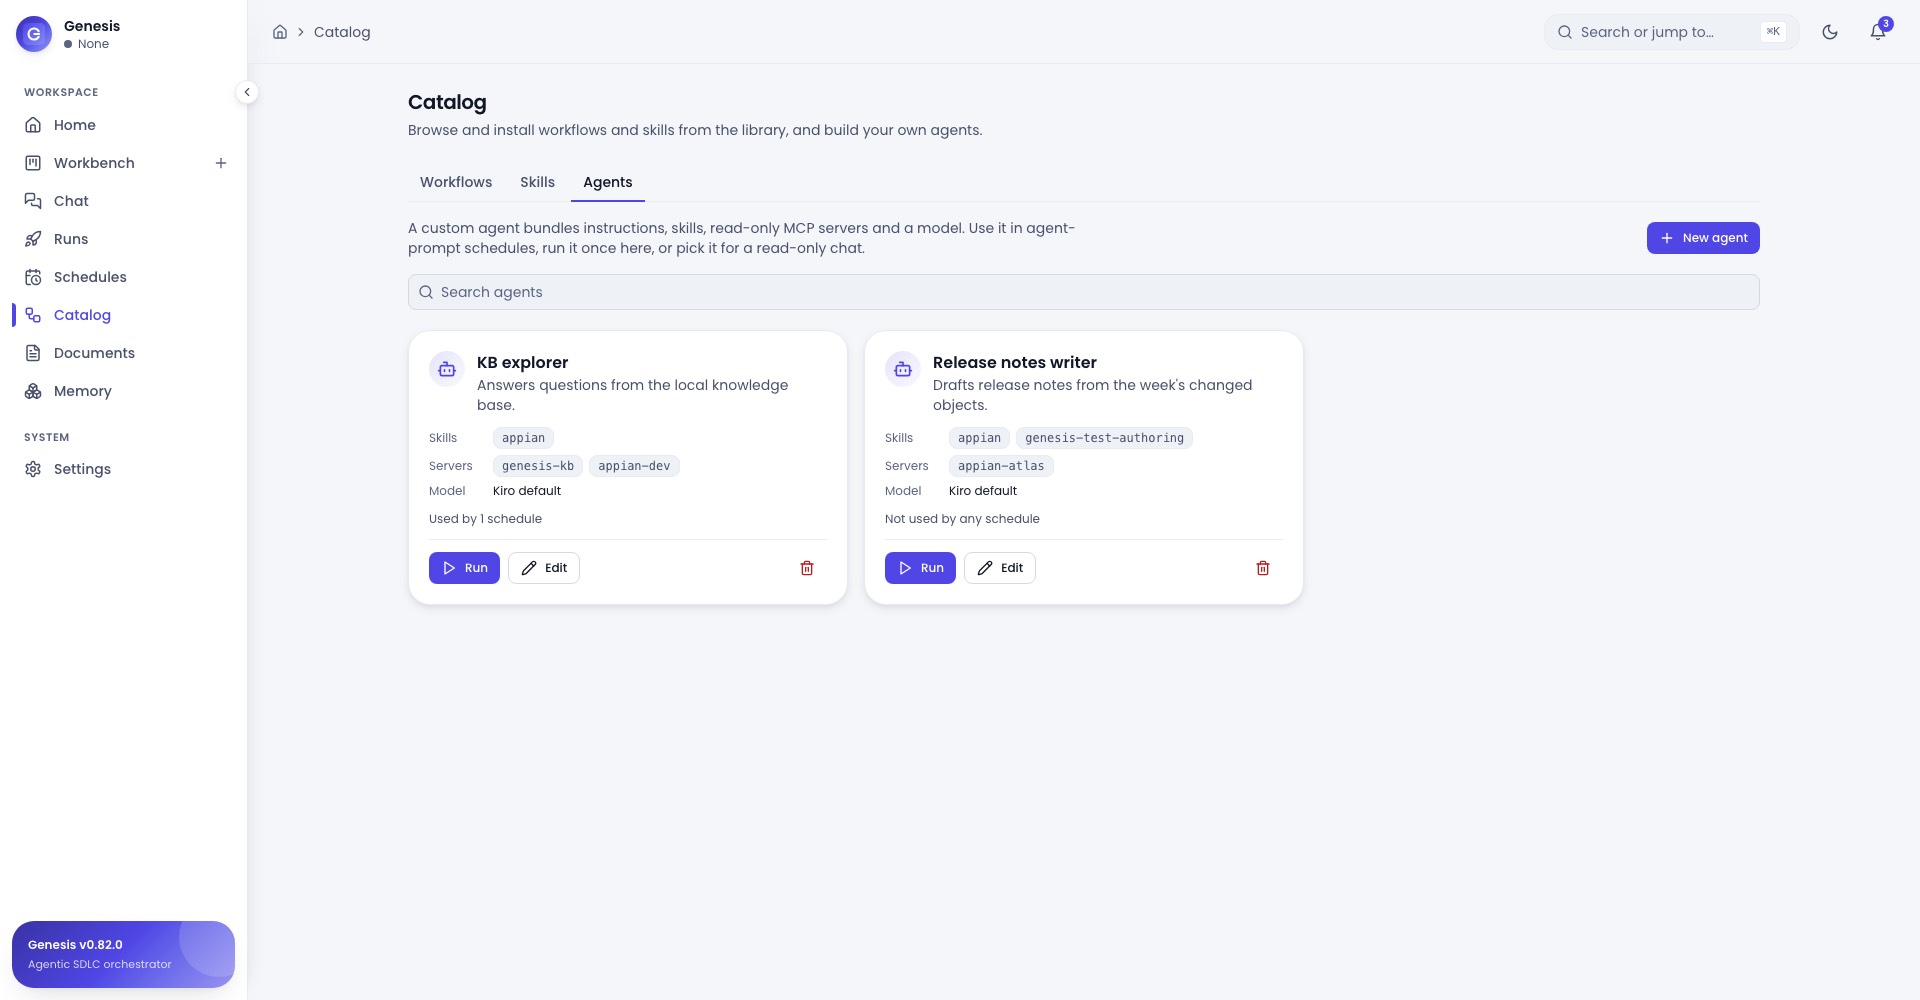 Genesis
None
WORKSPACE
Home
Workbench
Chat
Runs
Schedules
Catalog
Documents
Memory
SYSTEM
Settings
Genesis v0.82.0
Agentic SDLC orchestrator
Catalog
Search or jump to...
⌘K
3
Catalog
Browse and install workflows and skills from the library, and build your own agents.
Workflows Skills Agents
A custom agent bundles instructions, skills, read-only MCP servers and a model. Use it in agent-
prompt schedules, run it once here, or pick it for a read-only chat.
New agent
Search agents
KB explorer
Answers questions from the local knowledge
base.
Skills appian
Servers genesis-kb appian-dev
Model Kiro default
Used by 1 schedule
Run Edit
Release notes writer
Drafts release notes from the week's changed
objects.
Skills appian genesis-test-authoring
Servers appian-atlas
Model Kiro default
Not used by any schedule
Run Edit